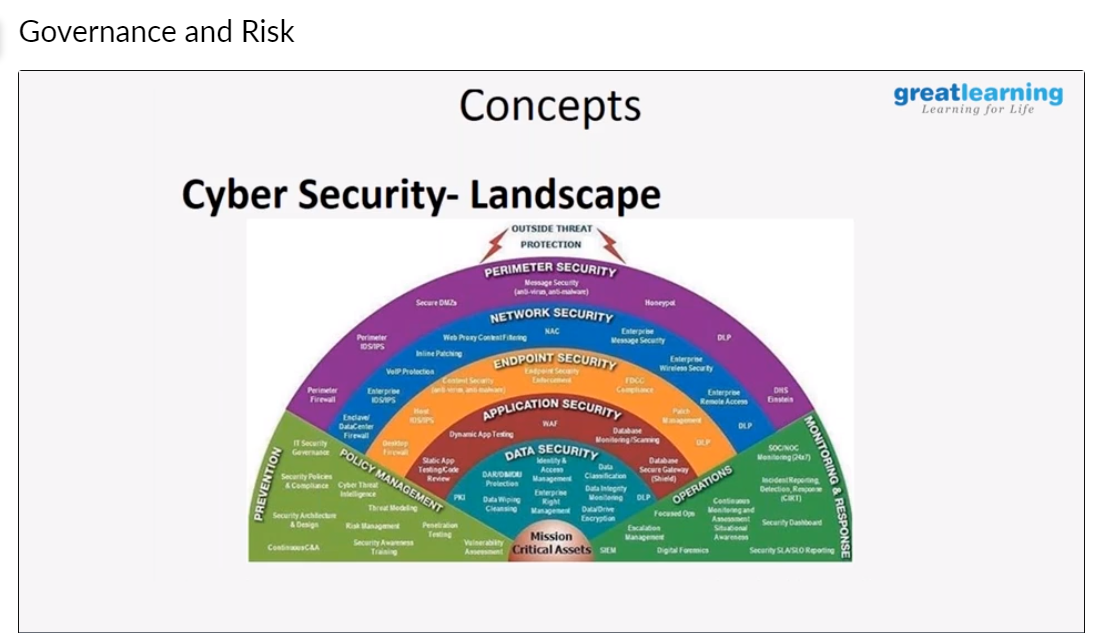 Governance and Risk
Concepts
greatlearning
Learning for Life
Cyber Security- Landscape
OUTSIDE THREAT
PROTECTION
PERIMETER SECURITY
Message Security
(anti-virus, anti-malware)
Secure DMZs
Honeypot
Perimeter
IDS/IPS
DLP
Perimeter
Firewall
DHS
Einstein
NETWORK SECURITY
NAC
Web Proxy Content Filtering
Enterprise
Message Security
Inline Patching
Enterprise
Wireless Security
VoIP Protection
Enterprise
IDS/IPS
Enterprise
Remote Access
Enclave/
DataCenter
Firewall
DLP
ENDPOINT SECURITY
Endpoint Security
Enforcement
Content Security
(anti-virus, anti-malware)
FDCC
Compliance
Host
IDS/IPS
Patch
Management
Desktop
Firewall
DLP
APPLICATION SECURITY
WAF
Dynamic App Testing
Database
Monitoring/Scanning
Static App
Testing/Code
Review
Database
Secure Gateway
(Shield)
DATA SECURITY
Identity &
Access
Management
Data
Classification
Protection
PKI
Data Wiping
Cleansing
Enterprise
Right
Management
Data Integrity
Monitoring
DLP
Data/Drive
Encryption
Mission
Critical Assets
PREVENTION
POLICY MANAGEMENT
IT Security
Governance
Security Policies
& Compliance
Cyber Threat
Intelligence
Threat Modeling
Security Architecture
& Design
Risk Management
Penetration
Testing
Continuous C&A
Security Awareness
Training
Vulnerability
Assessment
OPERATIONS
MONITORING & RESPONSE
SOC/NOC
Monitoring (24x7)
Incident Reporting,
Detection, Response
(CIRT)
Focused Ops
Continuous
Monitoring and
Assessment
Situational
Awareness
Security Dashboard
Escalation
Management
SIEM
Digital Forensics
Security SLA/SLO Reporting